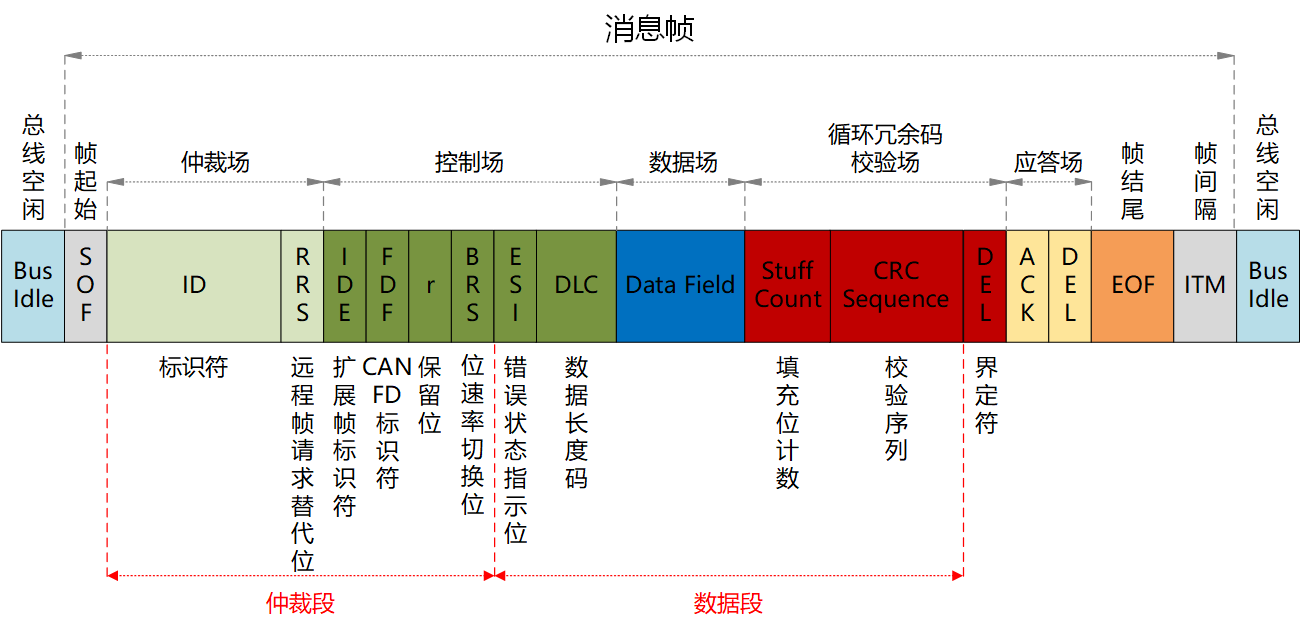 消息帧
总线空闲
帧起始
仲裁场
控制场
数据场
循环冗余码
校验场
应答场
帧结尾
帧间隔
总线空闲
Bus
Idle
SOF
ID
RRS
IDE
FDF
r
BRS
ESI
DLC
Data Field
Stuff
Count
CRC
Sequence
DEL
ACK
DEL
EOF
ITM
Bus
Idle
标识符
远程帧请求替代位
扩展帧标识符
CAN
FD
标识符
保留位
位速率切换位
错误状态指示位
数据长度码
填充位计数
校验序列
界定符
仲裁段
数据段